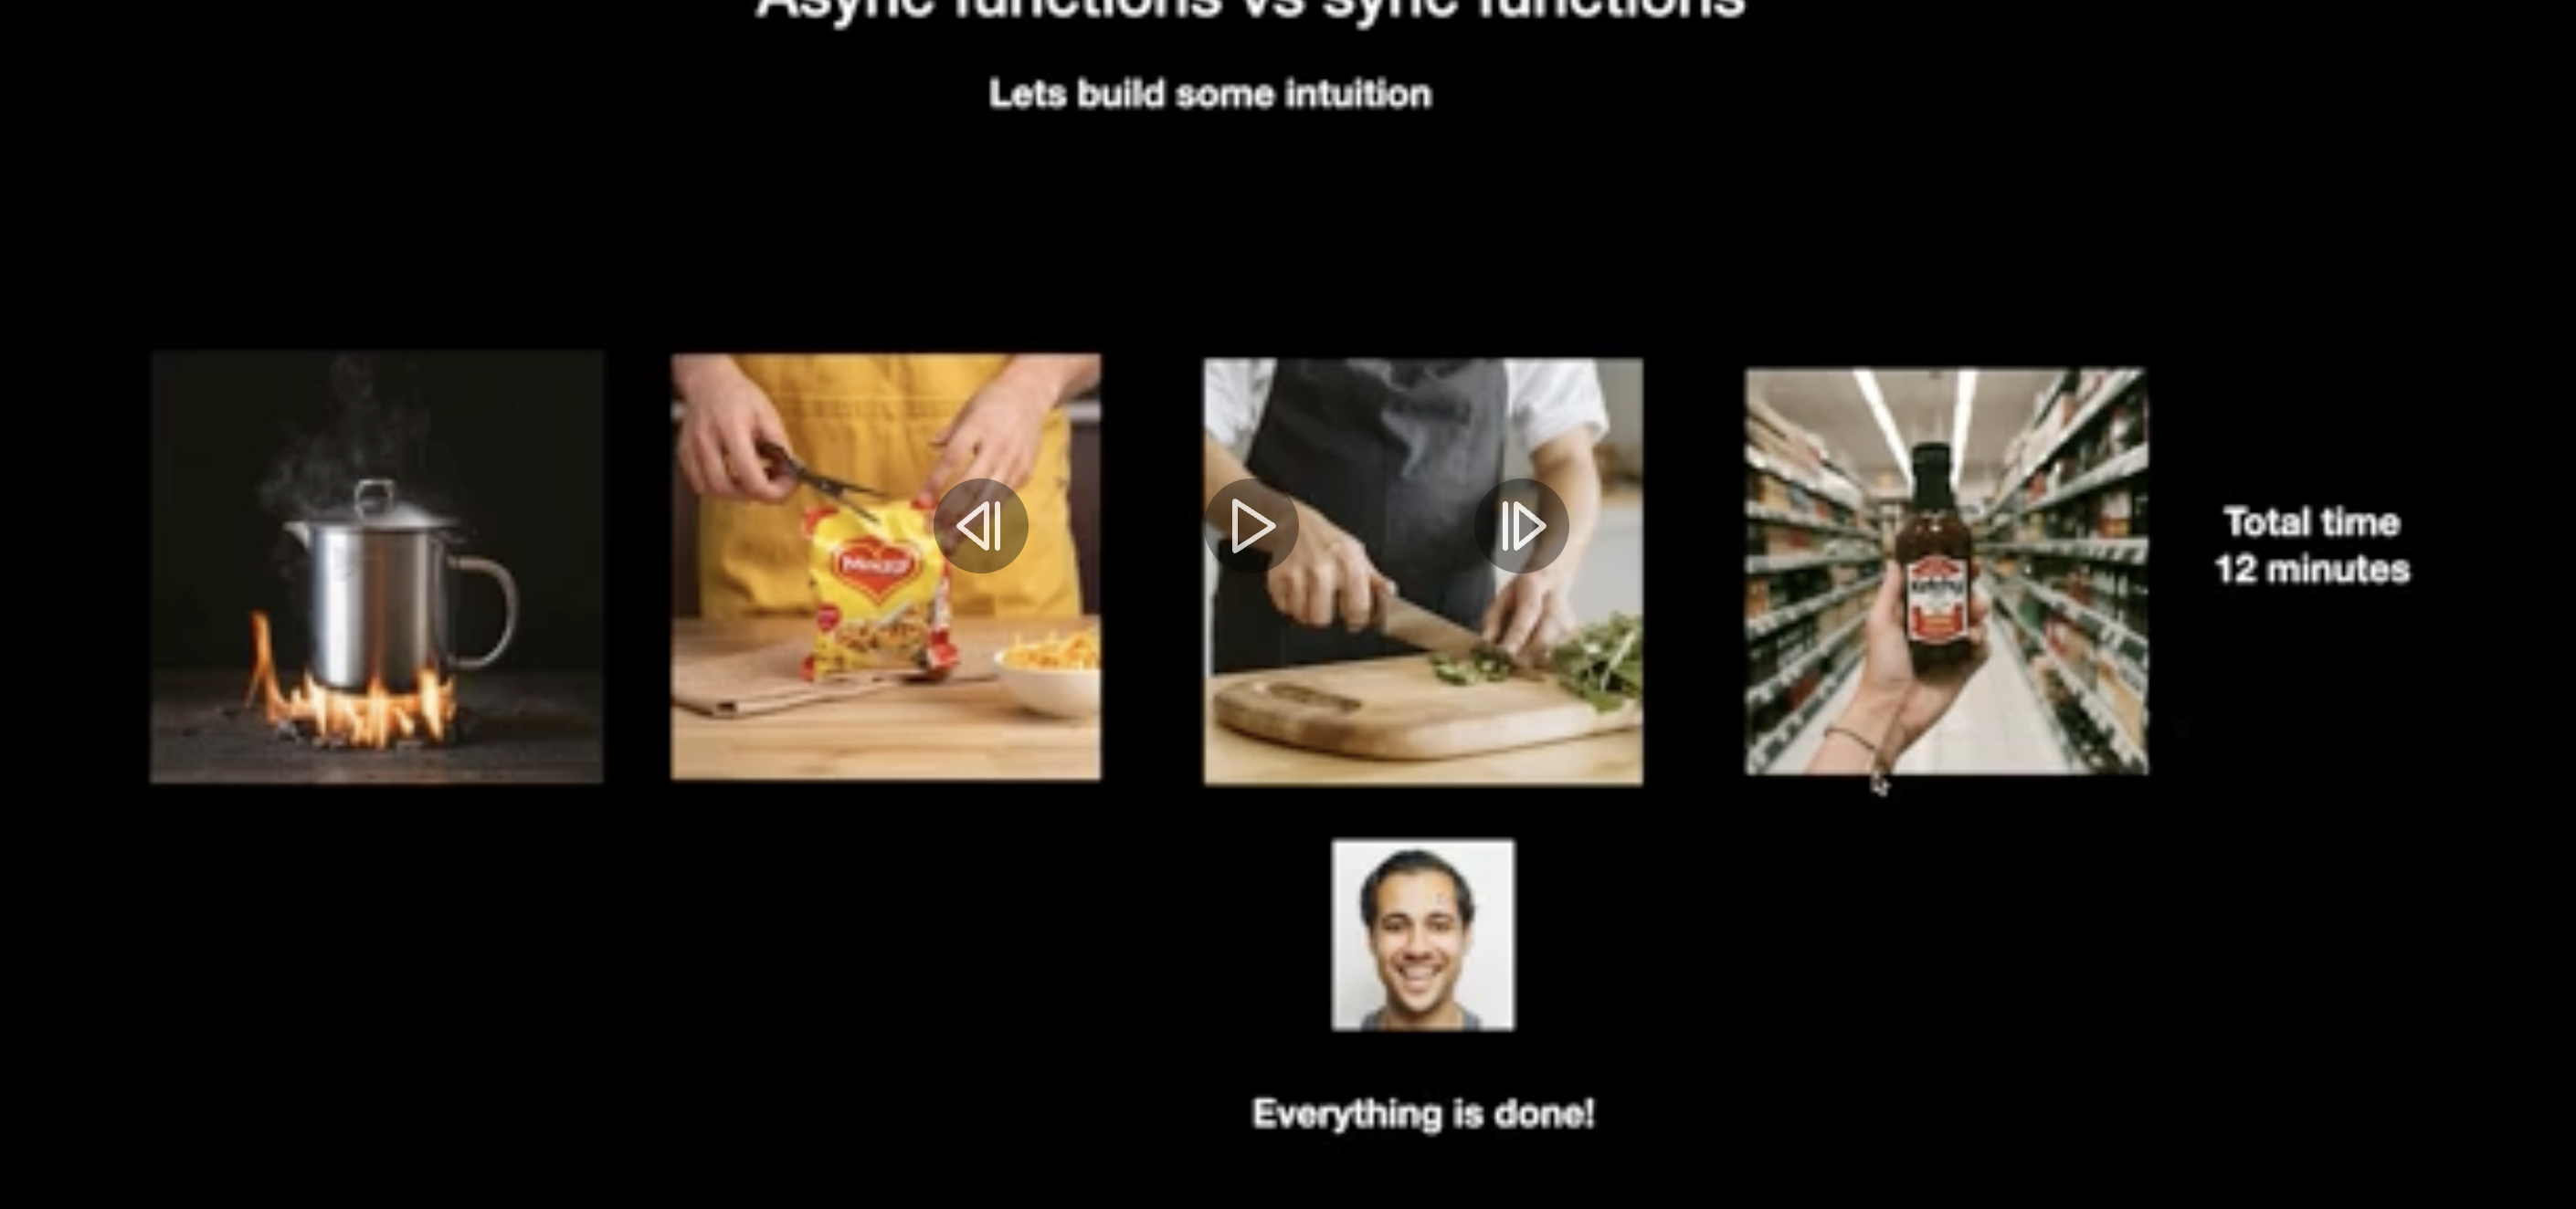 Async functions vs sync functions
Lets build some intuition
Total time
12 minutes
Everything is done!